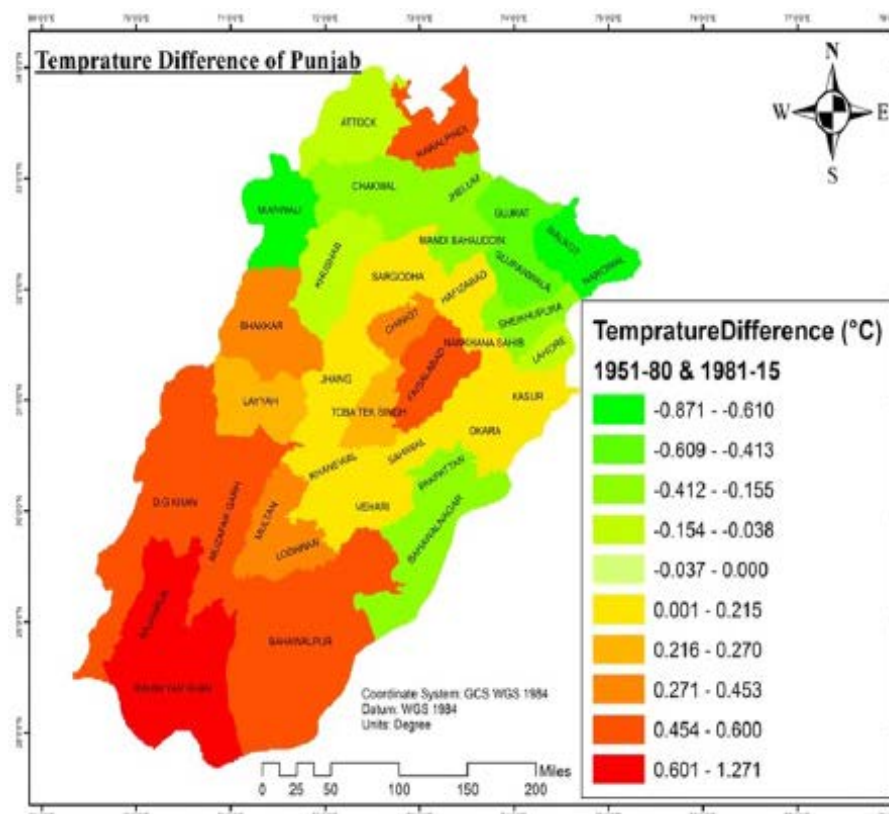 Temprature Difference of Punjab
N
W
E
S
ATTOCK
RAWALPINDI
CHAKWAL
JHELUM
MIANWALI
GUJRAT
SIALKOT
MANDI BAHAUDDIN
KHUSHAB
NAROWAL
GUJRANWALA
SARGODHA
HAFIZABAD
SHEIKHUPURA
BHAKKAR
CHINIOT
NANKHANA SAHIB
LAHORE
FAISALABAD
JHANG
KASUR
LAYYAH
TOBA TEK SINGH
OKARA
SAHIWAL
KHANEWAL
PAKPATTAN
D.G KHAN
MUZAFAR GARH
MULTAN
VEHARI
BAHAWALNAGAR
LODHRAN
RAJANPUR
BAHAWALPUR
RAHIM YAR KHAN
TempratureDifference (°C)
1951-80 & 1981-15
-0.871 - -0.610
-0.609 - -0.413
-0.412 - -0.155
-0.154 - -0.038
-0.037 - 0.000
0.001 - 0.215
0.216 - 0.270
0.271 - 0.453
0.454 - 0.600
0.601 - 1.271
Coordinate System: GCS WGS 1984
Datum: WGS 1984
Units: Degree
Miles
0 25 50 100 150 200